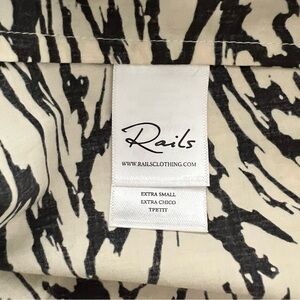 Rails
WWW.RAILSCLOTHING.COM
EXTRA SMALL
EXTRA CHICO
TPETIT